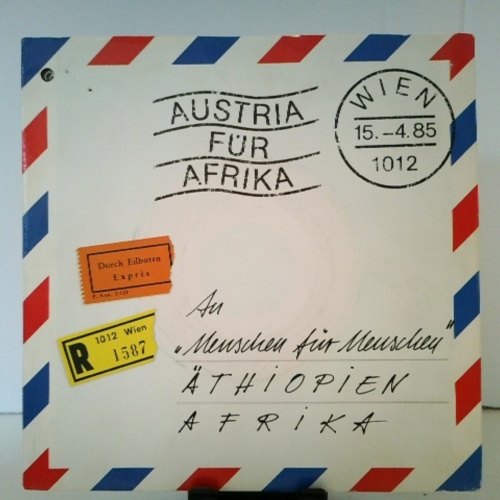 AUSTRIA
FÜR
AFRIKA
WIEN
15.–4.85
1012
Durch Eilboten
Exprès
R
1012 Wien
1587
An
„Menschen für Menschen"
ÄTHIOPIEN
AFRIKA